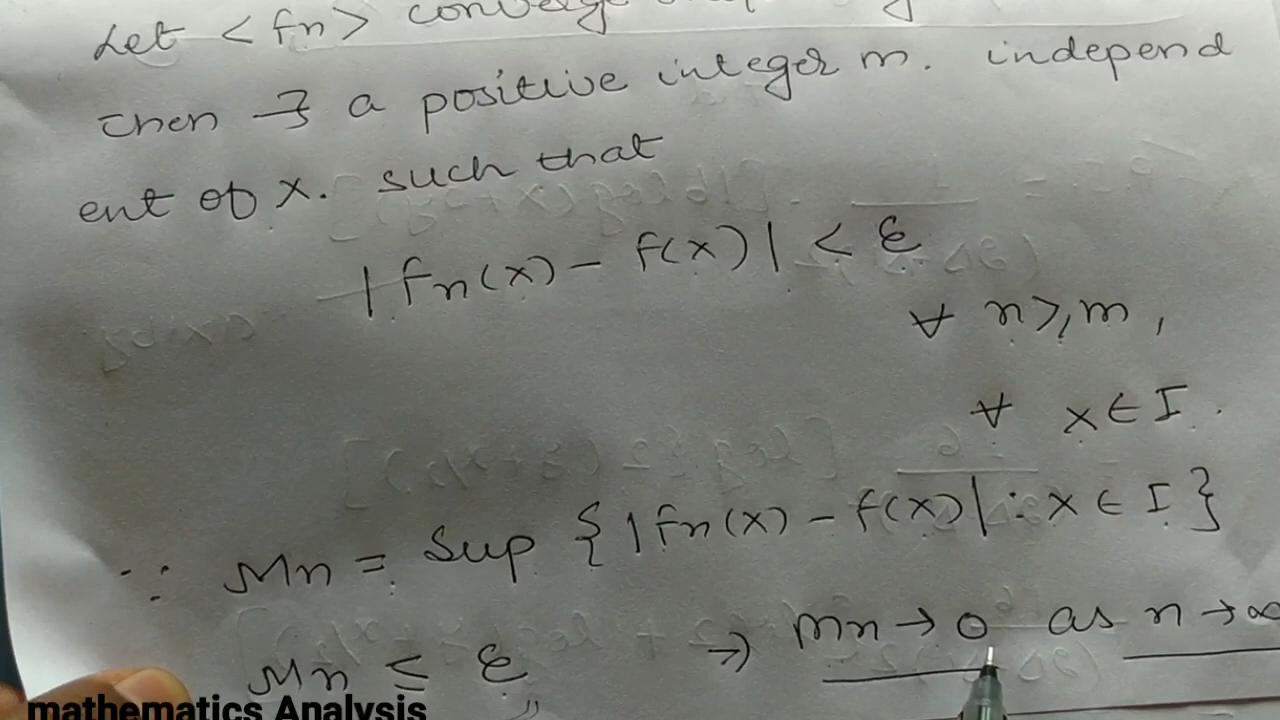 Let <fn> converge
then ∃ a positive integer m. independ
ent of x. such that
|fn(x) - f(x)| < ε
∀ n ≥ m,
∀ x ∈ I.
∵ Mn = Sup {|fn(x) - f(x)| : x ∈ I}
Mn ≤ ε ⇒ Mn → 0 as n → ∞
mathematics Analysis